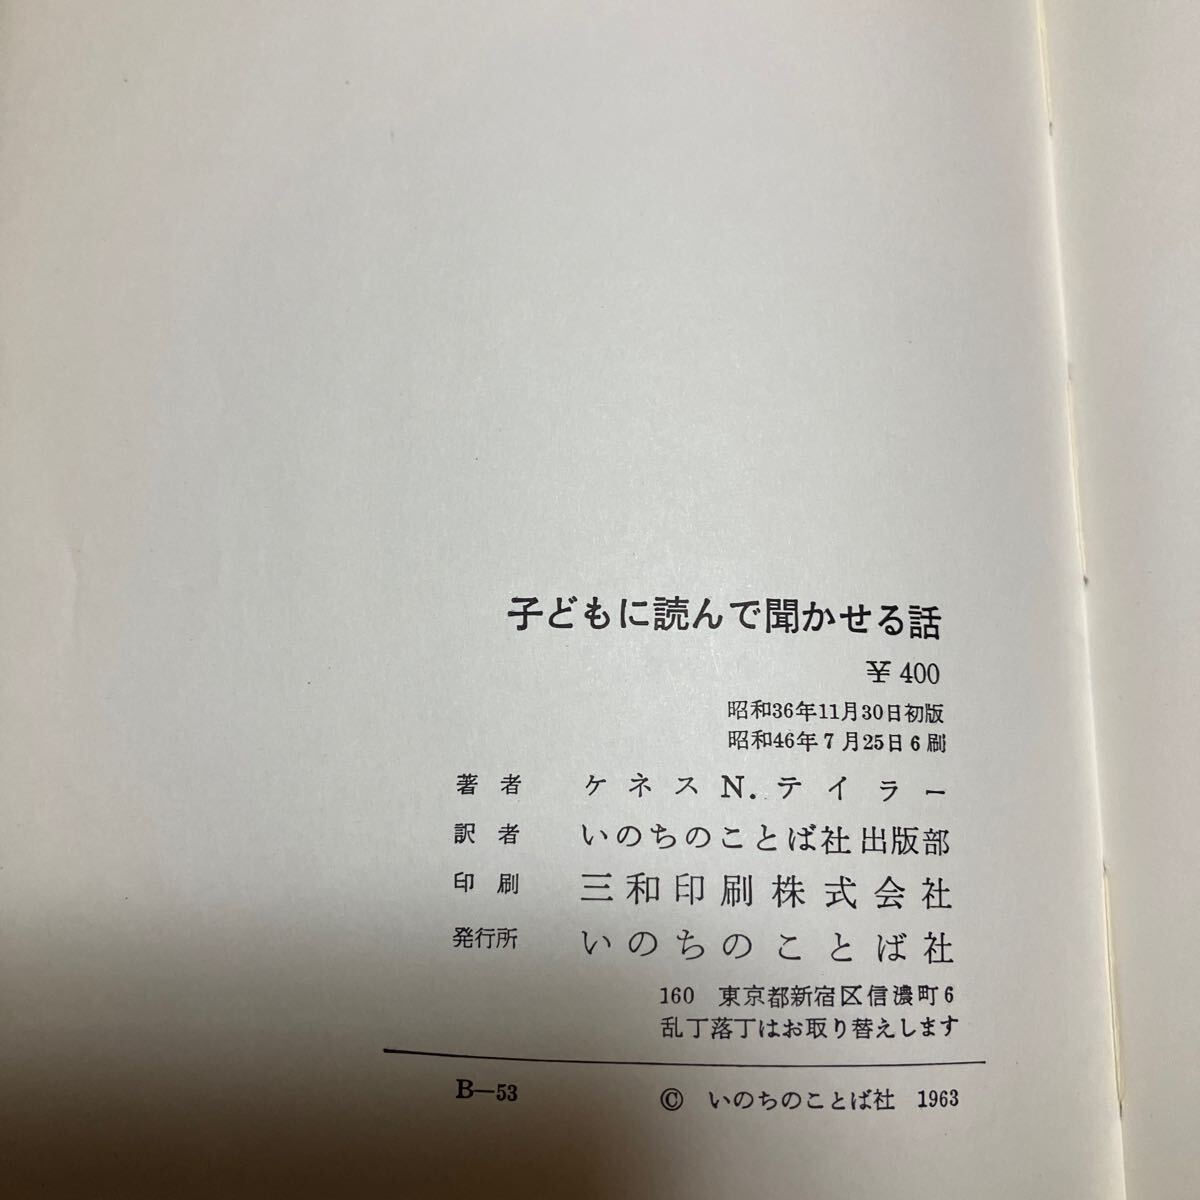 子どもに読んで聞かせる話
¥ 400
昭和36年11月30日初版
昭和46年7月25日6刷
著者 ケネスN.テイラー
訳者 いのちのことば社出版部
印刷 三和印刷株式会社
発行所 いのちのことば社
160 東京都新宿区信濃町6
乱丁落丁はお取り替えします
B—53 © いのちのことば社 1963